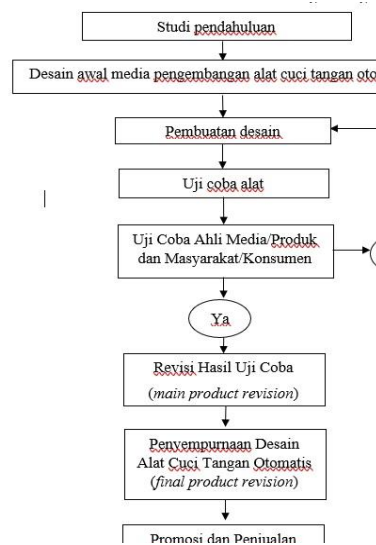 Studi pendahuluan
Desain awal media pengembangan alat cuci tangan
Pembuatan desain
Uji coba alat
Uji Coba Ahli Media/Produk
dan Masyarakat/Konsumen
Ya
Revisi Hasil Uji Coba
(main product revision)
Penyempurnaan Desain
Alat Cuci Tangan Otomatis
(final product revision)
Promosi dan Penjualan